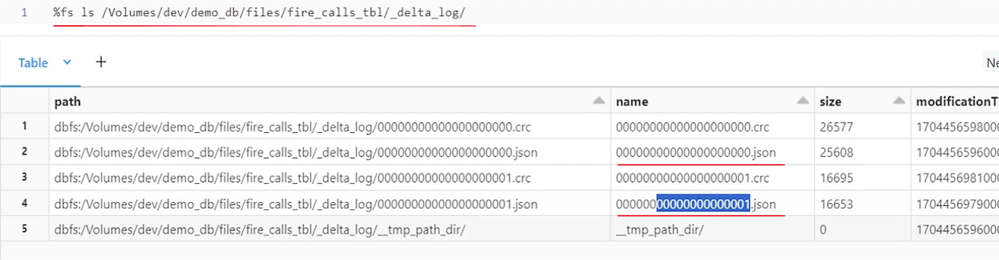 1 %fs ls /Volumes/dev/demo_db/files/fire_calls_tbl/_delta_log/
Table +
path name size modificationT
1 dbfs:/Volumes/dev/demo_db/files/fire_calls_tbl/_delta_log/00000000000000000000.crc 00000000000000000000.crc 26577 1704456598000
2 dbfs:/Volumes/dev/demo_db/files/fire_calls_tbl/_delta_log/00000000000000000000.json 00000000000000000000.json 25608 1704456596000
3 dbfs:/Volumes/dev/demo_db/files/fire_calls_tbl/_delta_log/00000000000000000001.crc 00000000000000000001.crc 16695 1704456981000
4 dbfs:/Volumes/dev/demo_db/files/fire_calls_tbl/_delta_log/00000000000000000001.json 00000000000000000001.json 16653 1704456979000
5 dbfs:/Volumes/dev/demo_db/files/fire_calls_tbl/_delta_log/__tmp_path_dir/ __tmp_path_dir/ 0 1704456596000